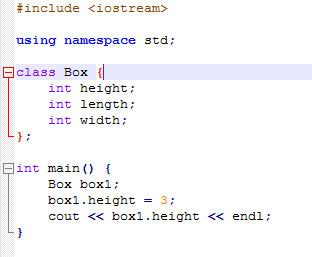 #include <iostream>
using namespace std;
class Box {
int height;
int length;
int width;
};
int main() {
Box box1;
box1.height = 3;
cout << box1.height << endl;
}